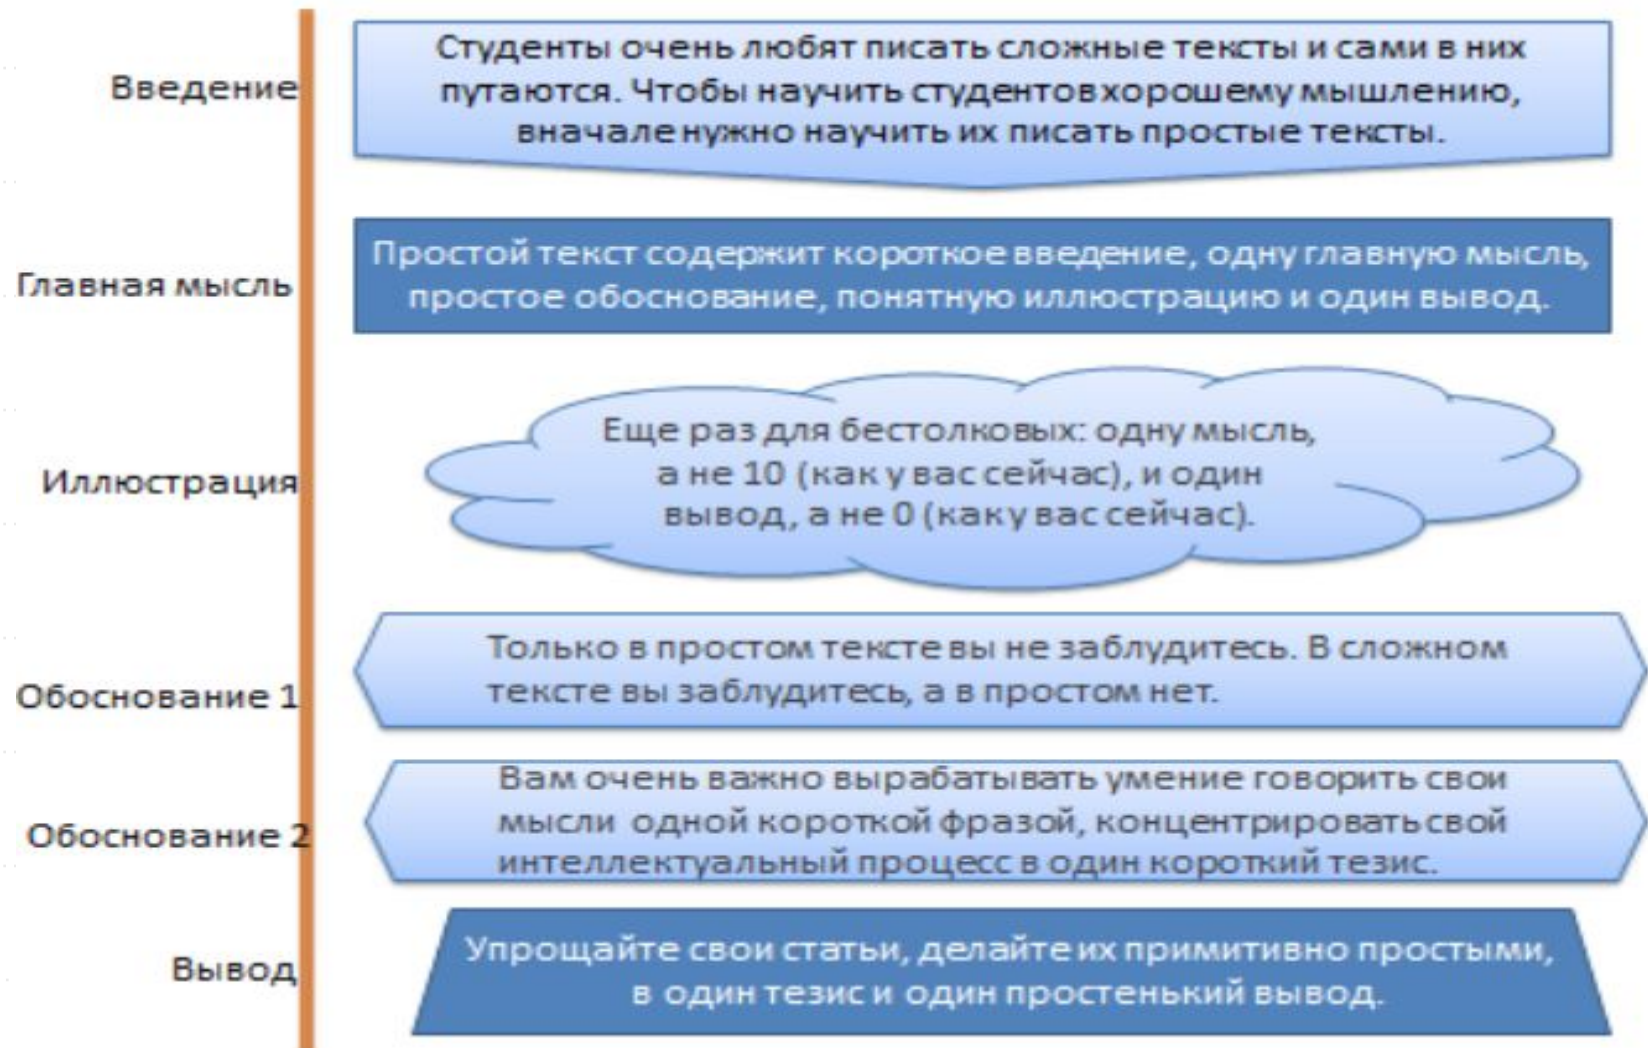 Введение
Студенты очень любят писать сложные тексты и сами в них
путаются. Чтобы научить студентов хорошему мышлению,
вначале нужно научить их писать простые тексты.
Главная мысль
Простой текст содержит короткое введение, одну главную мысль,
простое обоснование, понятную иллюстрацию и один вывод.
Иллюстрация
Еще раз для бестолковых: одну мысль,
а не 10 (как у вас сейчас), и один
вывод, а не 0 (как у вас сейчас).
Обоснование 1
Только в простом тексте вы не заблудитесь. В сложном
тексте вы заблудитесь, а в простом нет.
Обоснование 2
Вам очень важно вырабатывать умение говорить свои
мысли одной короткой фразой, концентрировать свой
интеллектуальный процесс в один короткий тезис.
Вывод
Упрощайте свои статьи, делайте их примитивно простыми,
в один тезис и один простенький вывод.